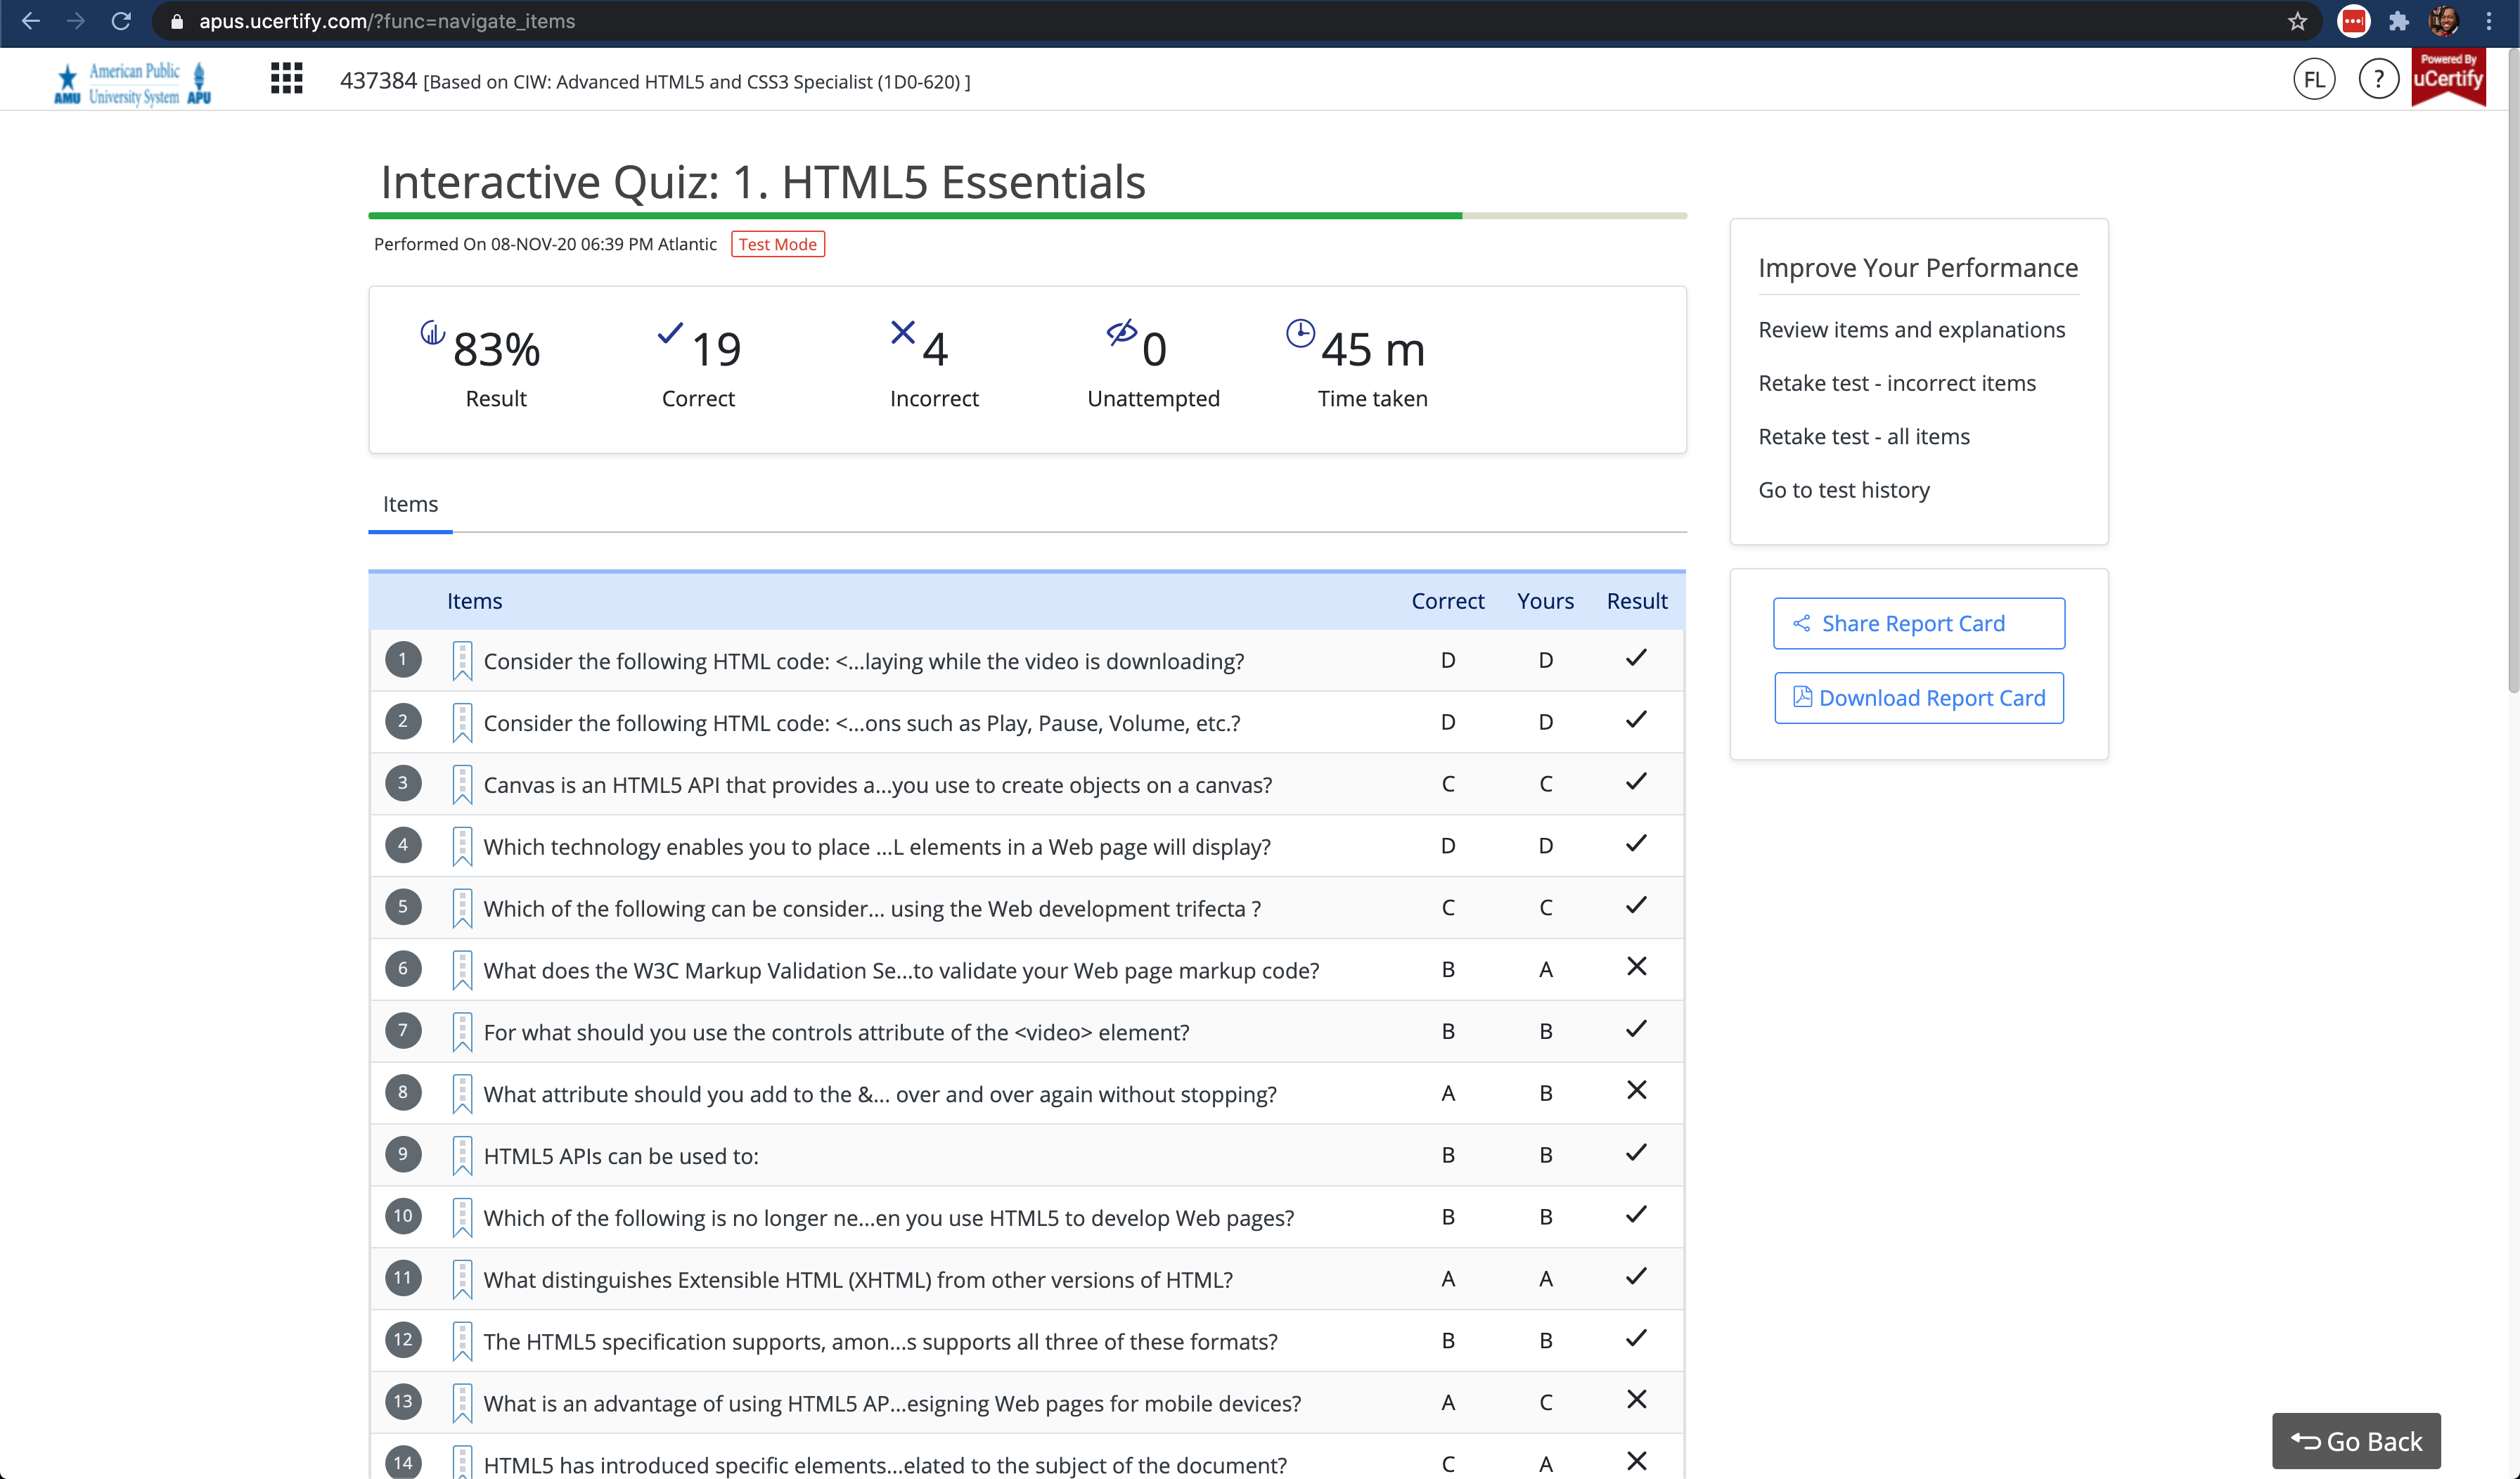 apus.ucertify.com/?func=navigate_items
American Public University System
AMU APU
437384 [Based on CIW: Advanced HTML5 and CSS3 Specialist (1D0-620) ]
FL
?
Powered By uCertify
Interactive Quiz: 1. HTML5 Essentials
Performed On 08-NOV-20 06:39 PM Atlantic Test Mode
83% 19 4 0 45 m
Result Correct Incorrect Unattempted Time taken
Items
Items Correct Yours Result
1 Consider the following HTML code: <...laying while the video is downloading? D D
2 Consider the following HTML code: <...ons such as Play, Pause, Volume, etc.? D D
3 Canvas is an HTML5 API that provides a...you use to create objects on a canvas? C C
4 Which technology enables you to place ...L elements in a Web page will display? D D
5 Which of the following can be consider... using the Web development trifecta ? C C
6 What does the W3C Markup Validation Se...to validate your Web page markup code? B A
7 For what should you use the controls attribute of the <video> element? B B
8 What attribute should you add to the &... over and over again without stopping? A B
9 HTML5 APIs can be used to: B B
10 Which of the following is no longer ne...en you use HTML5 to develop Web pages? B B
11 What distinguishes Extensible HTML (XHTML) from other versions of HTML? A A
12 The HTML5 specification supports, amon...s supports all three of these formats? B B
13 What is an advantage of using HTML5 AP...esigning Web pages for mobile devices? A C
14 HTML5 has introduced specific elements...elated to the subject of the document? C A
Improve Your Performance
Review items and explanations
Retake test - incorrect items
Retake test - all items
Go to test history
Share Report Card
Download Report Card
Go Back